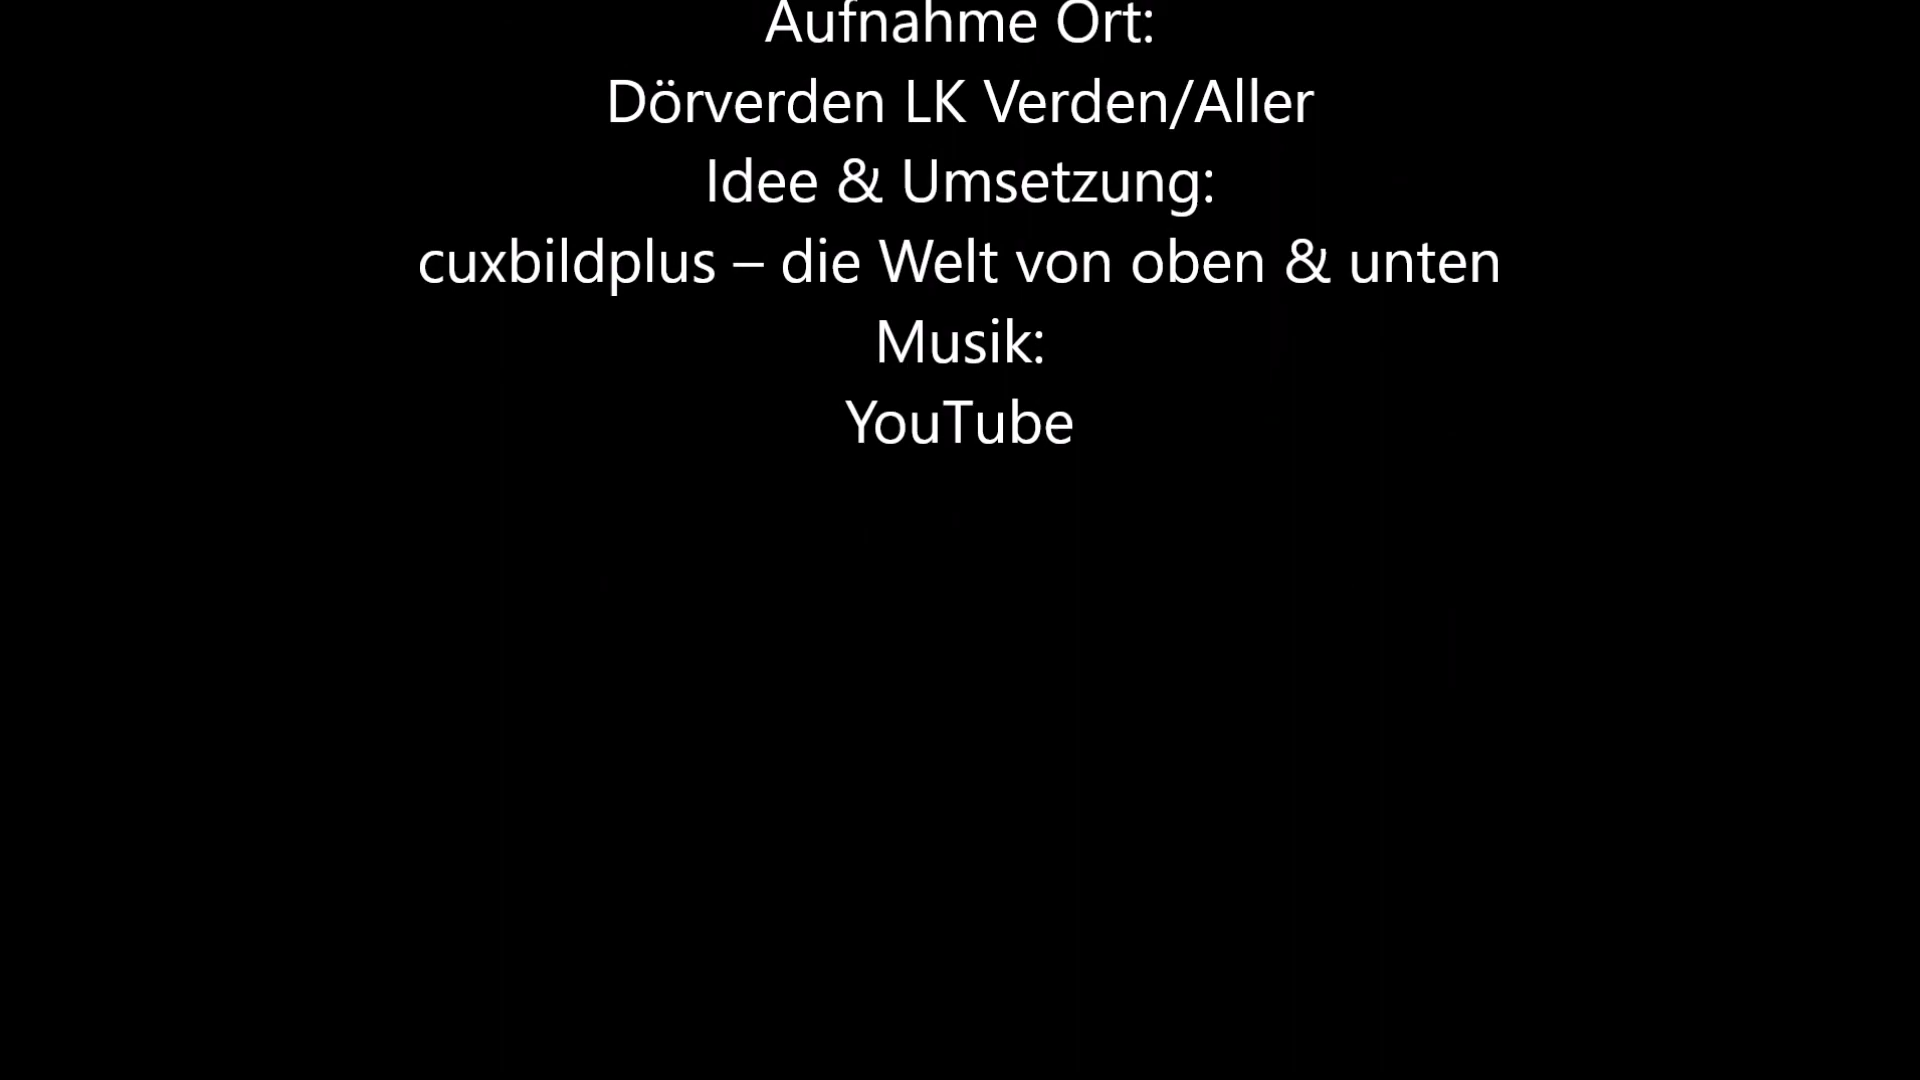 Aufnahme Ort:
Dörverden LK Verden/Aller
Idee & Umsetzung:
cuxbildplus – die Welt von oben & unten
Musik:
YouTube